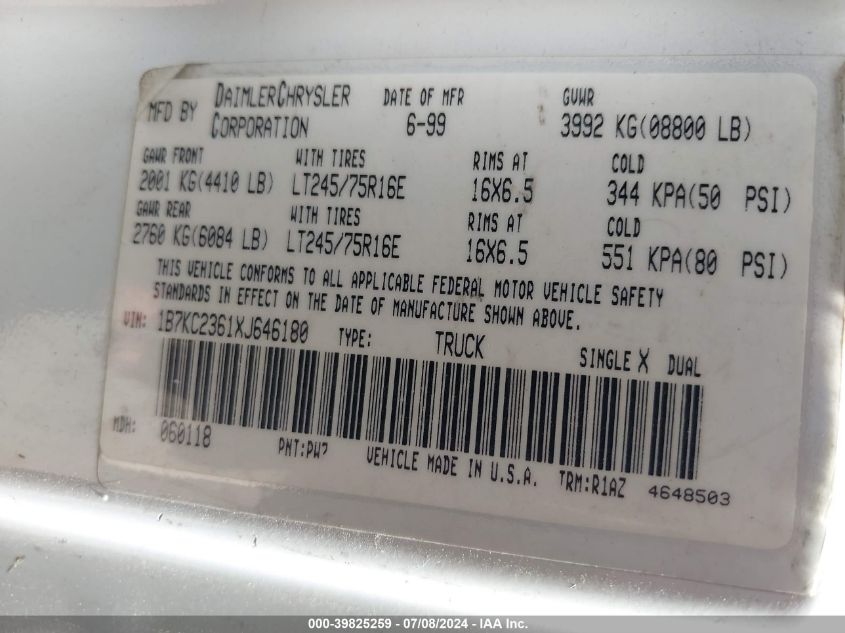 MFD BY DAIMLERCHRYSLER CORPORATION DATE OF MFR 6-99 GVWR 3992 KG(08800 LB)
GAWR FRONT WITH TIRES RIMS AT COLD
2001 KG(4410 LB) LT245/75R16E 16X6.5 344 KPA(50 PSI)
GAWR REAR WITH TIRES RIMS AT COLD
2760 KG(6084 LB) LT245/75R16E 16X6.5 551 KPA(80 PSI)
THIS VEHICLE CONFORMS TO ALL APPLICABLE FEDERAL MOTOR VEHICLE SAFETY
STANDARDS IN EFFECT ON THE DATE OF MANUFACTURE SHOWN ABOVE.
VIN: 1B7KC2361XJ646180 TYPE: TRUCK SINGLE X DUAL
MDH: 060118 PNT:PW7 VEHICLE MADE IN U.S.A. TRM:R1AZ 4648503
000-39825259 - 07/08/2024 - IAA Inc.